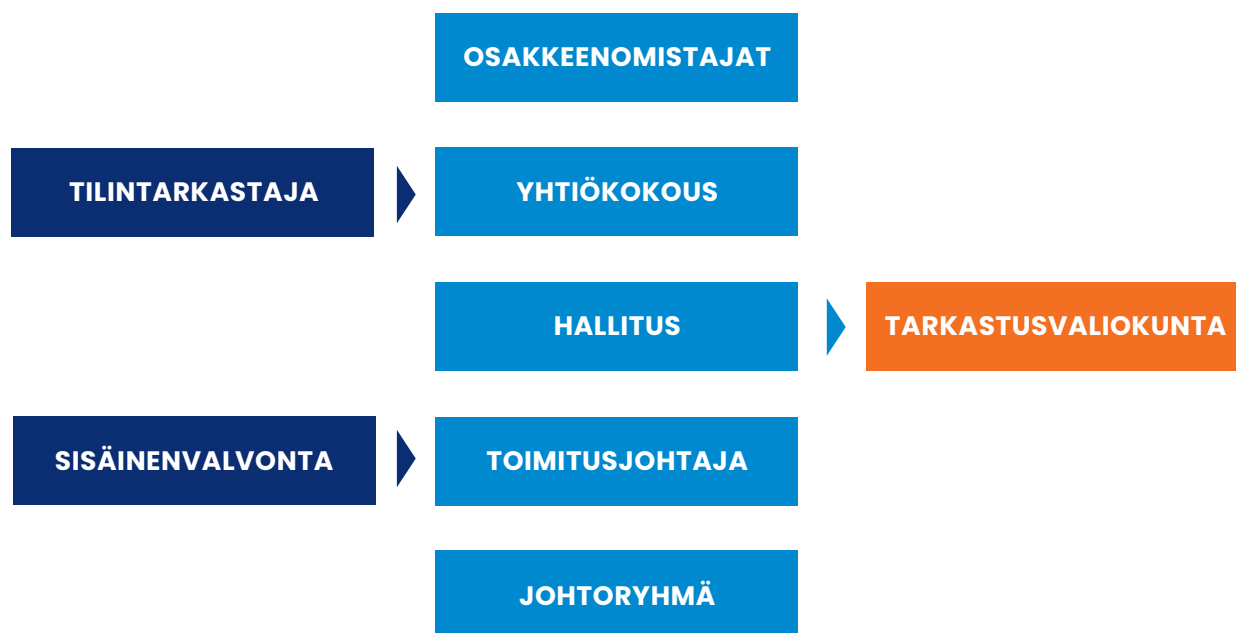 OSAKKEENOMISTAJAT
TILINTARKASTAJA
YHTIÖKOKOUS
HALLITUS
TARKASTUSVALIOKUNTA
SISÄINENVALVONTA
TOIMITUSJOHTAJA
JOHTORYHMÄ